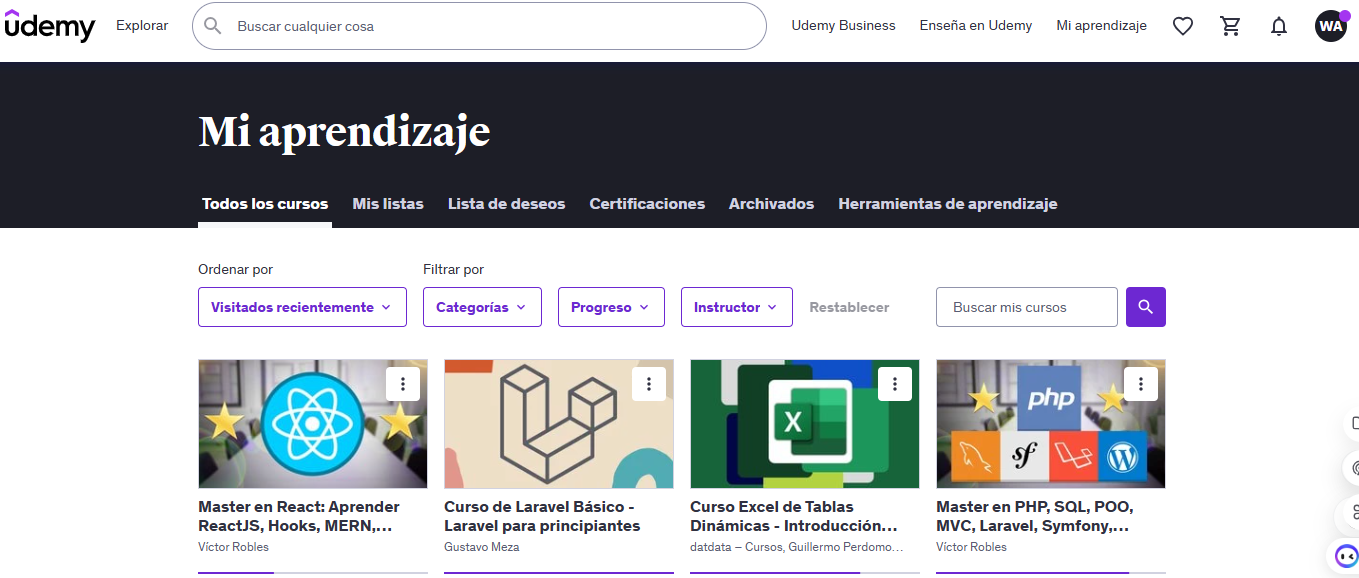 udemy
Explorar
Buscar cualquier cosa
Udemy Business
Enseña en Udemy
Mi aprendizaje
WA
Mi aprendizaje
Todos los cursos
Mis listas
Lista de deseos
Certificaciones
Archivados
Herramientas de aprendizaje
Ordenar por
Filtrar por
Visitados recientemente
Categorías
Progreso
Instructor
Restablecer
Buscar mis cursos
X
php
sf
Master en React: Aprender
ReactJS, Hooks, MERN,...
Víctor Robles
Curso de Laravel Básico -
Laravel para principiantes
Gustavo Meza
Curso Excel de Tablas
Dinámicas - Introducción...
datdata – Cursos, Guillermo Perdomo...
Master en PHP, SQL, POO,
MVC, Laravel, Symfony,...
Víctor Robles